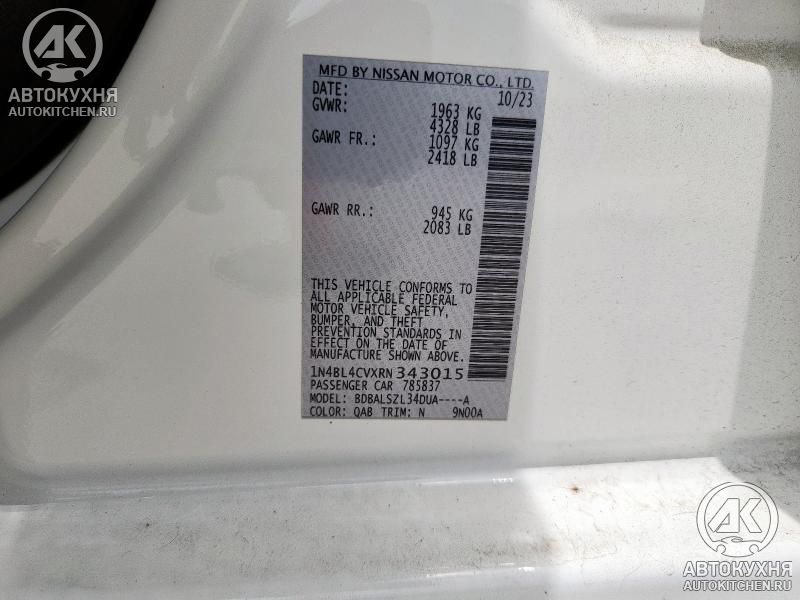 АК
АВТОКУХНЯ
AUTOKITCHEN.RU
MFD BY NISSAN MOTOR CO., LTD.
DATE: 10/23
GVWR: 1963 KG
4328 LB
GAWR FR.: 1097 KG
2418 LB
GAWR RR.: 945 KG
2083 LB
THIS VEHICLE CONFORMS TO
ALL APPLICABLE FEDERAL
MOTOR VEHICLE SAFETY,
BUMPER, AND THEFT
PREVENTION STANDARDS IN
EFFECT ON THE DATE OF
MANUFACTURE SHOWN ABOVE.
1N4BL4CVXRN343015
PASSENGER CAR 785837
MODEL: BDBALSZL34DUA----A
COLOR: QAB TRIM: N 9N00A
АК
АВТОКУХНЯ
AUTOKITCHEN.RU